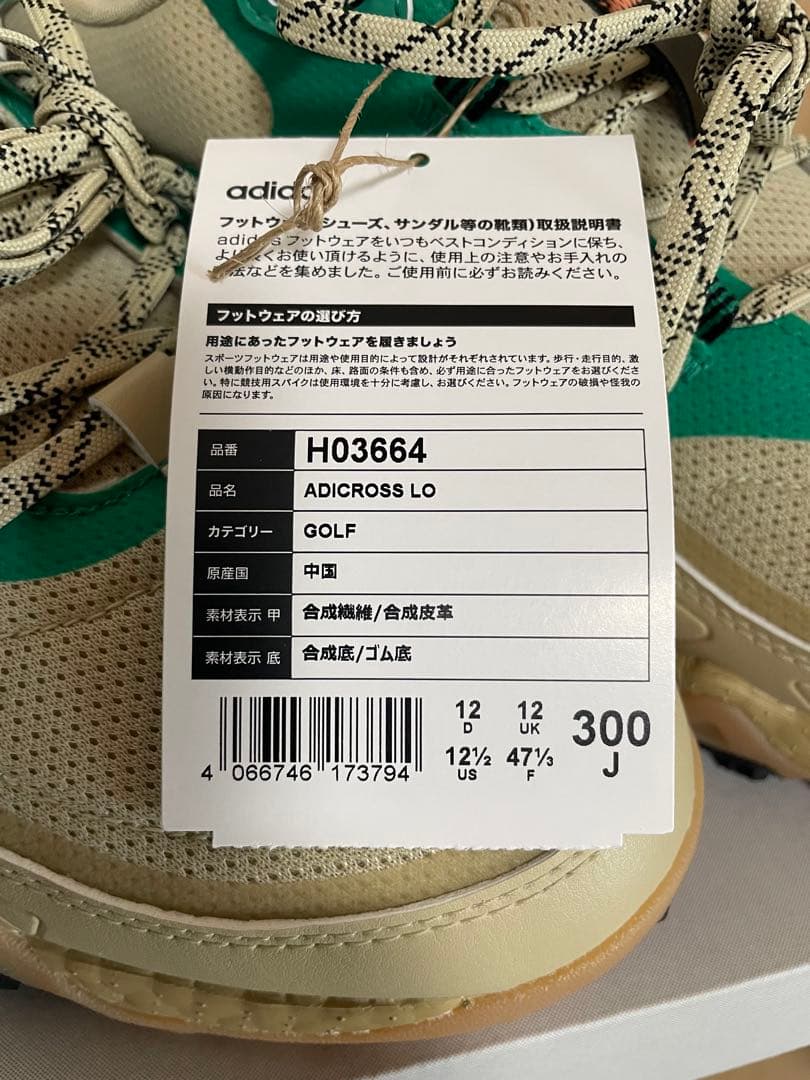 adidas
フットウェア(シューズ、サンダル等の靴類)取扱説明書
adidas フットウェアをいつもベストコンディションに保ち、
より長くお使い頂けるように、使用上の注意やお手入れの
方法などを集めました。ご使用前に必ずお読みください。
フットウェアの選び方
用途にあったフットウェアを履きましょう
スポーツフットウェアは用途や使用目的によって設計がそれぞれされています。歩行・走行目的、激
しい横動作目的などのほか、床、路面の条件も含め、必ず用途に合ったフットウェアをお選びくださ
い。特に競技用スパイクは使用環境を十分に考慮し、お選びください。フットウェアの破損や怪我の
原因になります。
品番 H03664
品名 ADICROSS LO
カテゴリー GOLF
原産国 中国
素材表示 甲 合成繊維/合成皮革
素材表示 底 合成底/ゴム底
12 D 12 UK
12½ US 47⅓ F
300 J
4 066746 173794